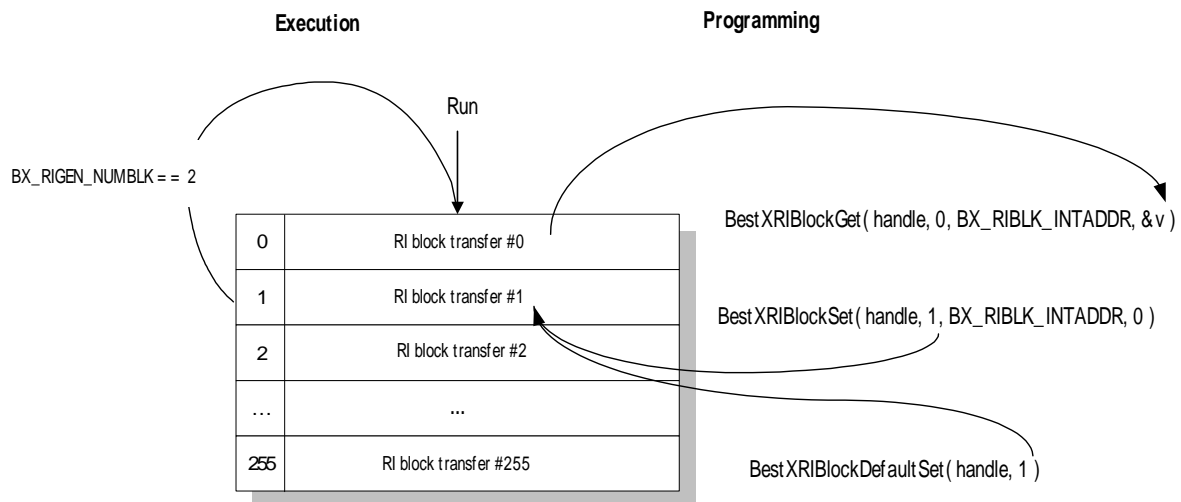 Execution
Programming
Run
BX_RIGEN_NUMBLK == 2
0 RI block transfer #0
BestXRIBlockGet( handle, 0, BX_RIBLK_INTADDR, &v )
1 RI block transfer #1
BestXRIBlockSet( handle, 1, BX_RIBLK_INTADDR, 0 )
2 RI block transfer #2
... ...
255 RI block transfer #255
BestXRIBlockDefaultSet( handle, 1 )